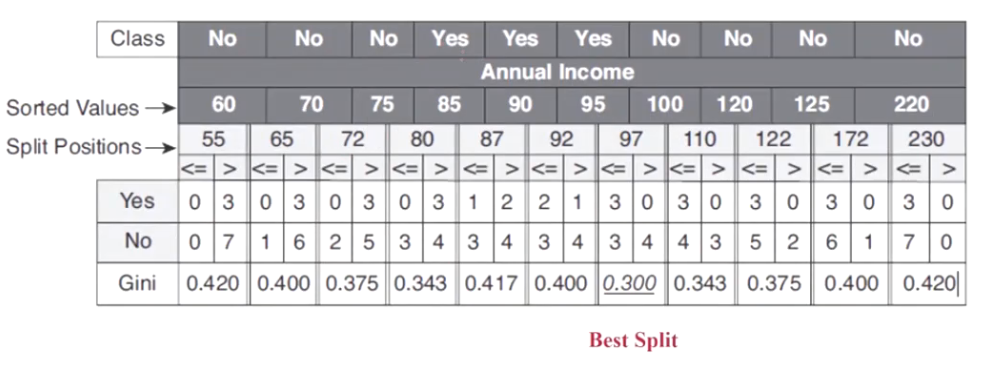 Class No No No Yes Yes Yes No No No No
Annual Income
Sorted Values → 60 70 75 85 90 95 100 120 125 220
Split Positions → 55 65 72 80 87 92 97 110 122 172 230
<= > <= > <= > <= > <= > <= > <= > <= > <= > <= > <= >
Yes 0 3 0 3 0 3 0 3 1 2 2 1 3 0 3 0 3 0 3 0 3 0
No 0 7 1 6 2 5 3 4 3 4 3 4 3 4 4 3 5 2 6 1 7 0
Gini 0.420 0.400 0.375 0.343 0.417 0.400 0.300 0.343 0.375 0.400 0.420
Best Split